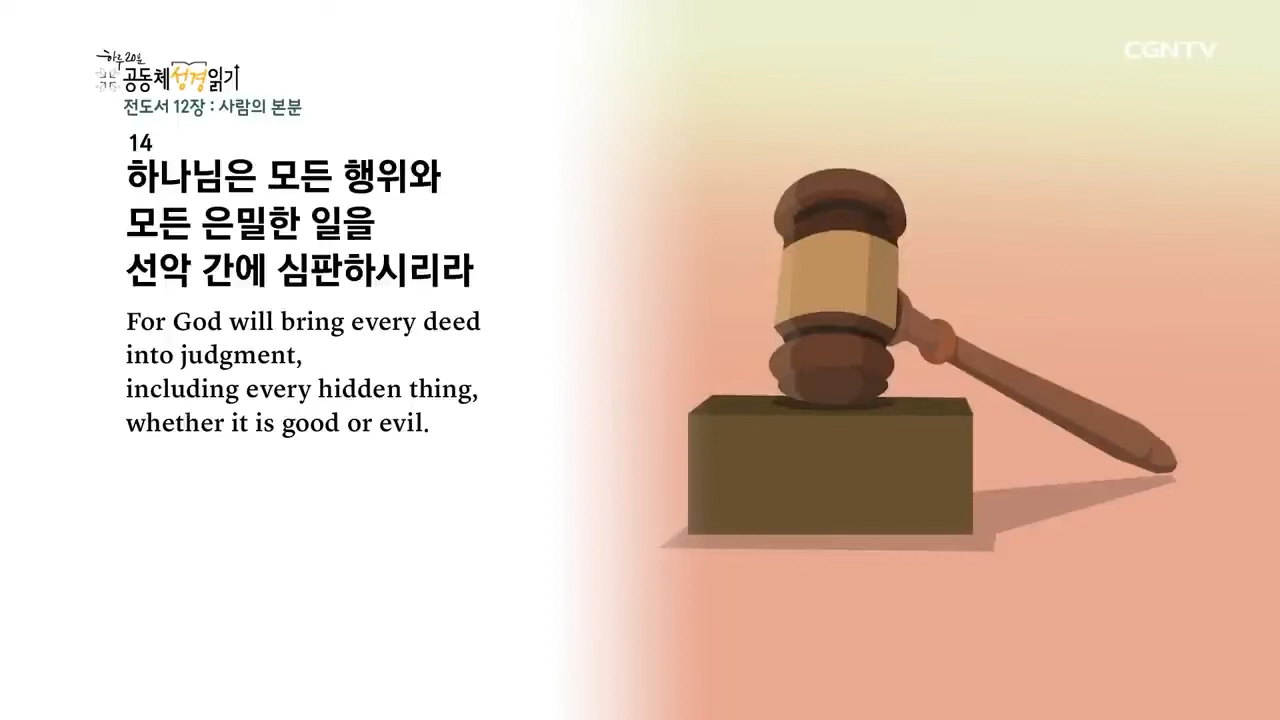 하루 20분
공동체성경읽기
전도서 12장 : 사람의 본분
CGNTV
14
하나님은 모든 행위와
모든 은밀한 일을
선악 간에 심판하시리라
For God will bring every deed
into judgment,
including every hidden thing,
whether it is good or evil.